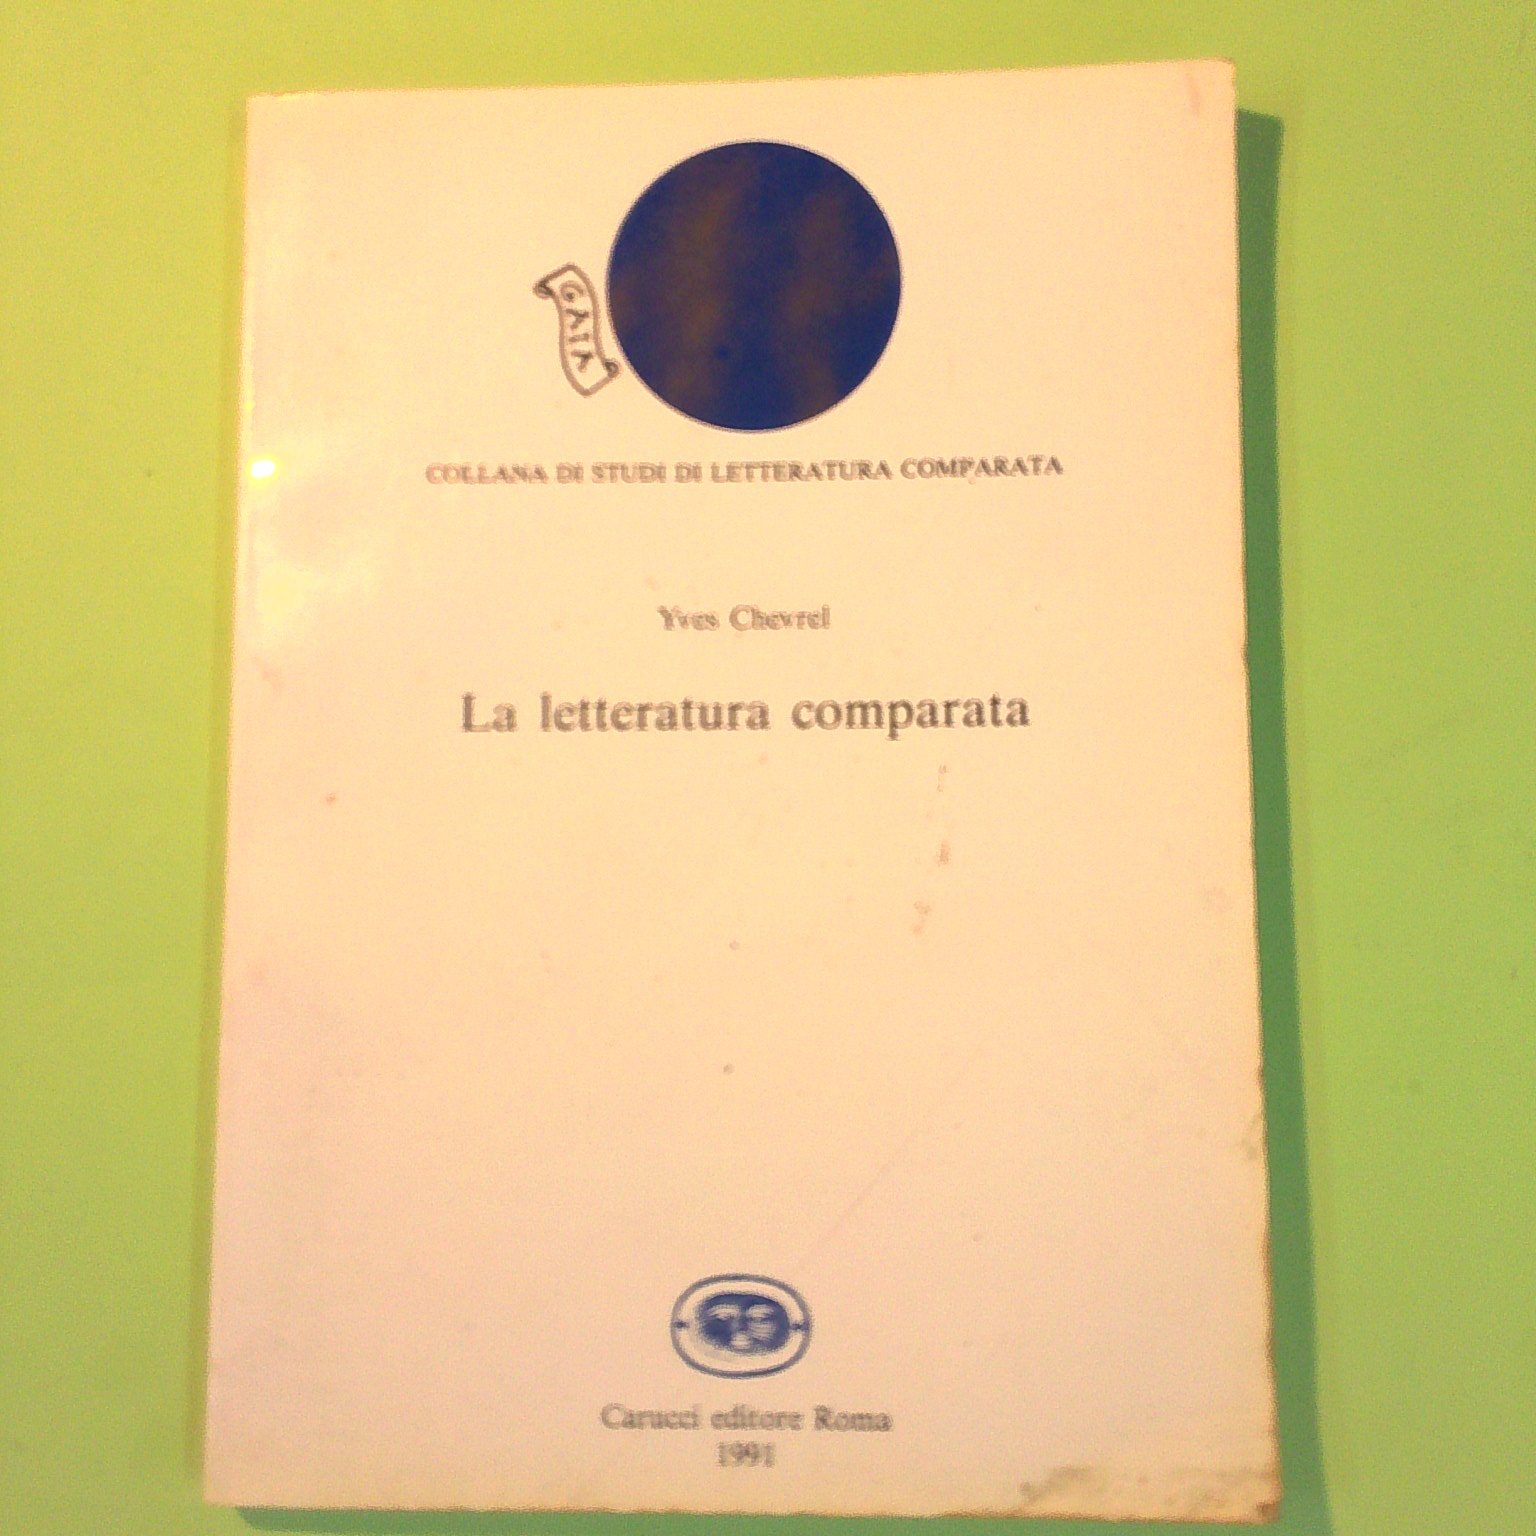 GAIA
COLLANA DI STUDI DI LETTERATURA COMPARATA
Yves Chevrel
La letteratura comparata
Carucci editore Roma
1991